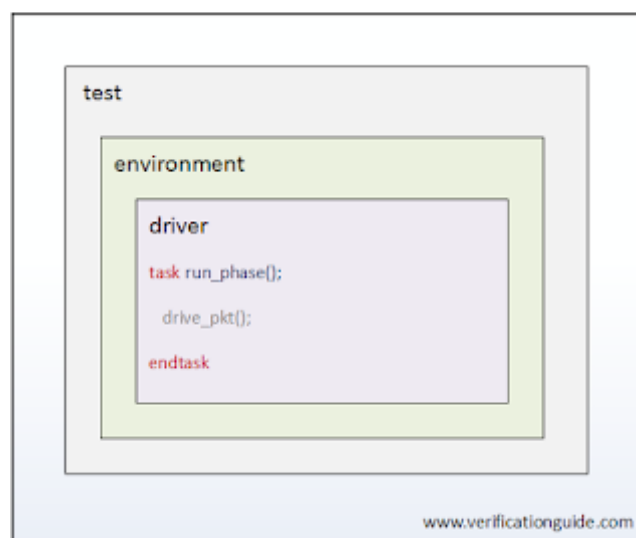 test
environment
driver
task run_phase();
drive_pkt();
endtask
www.verificationguide.com